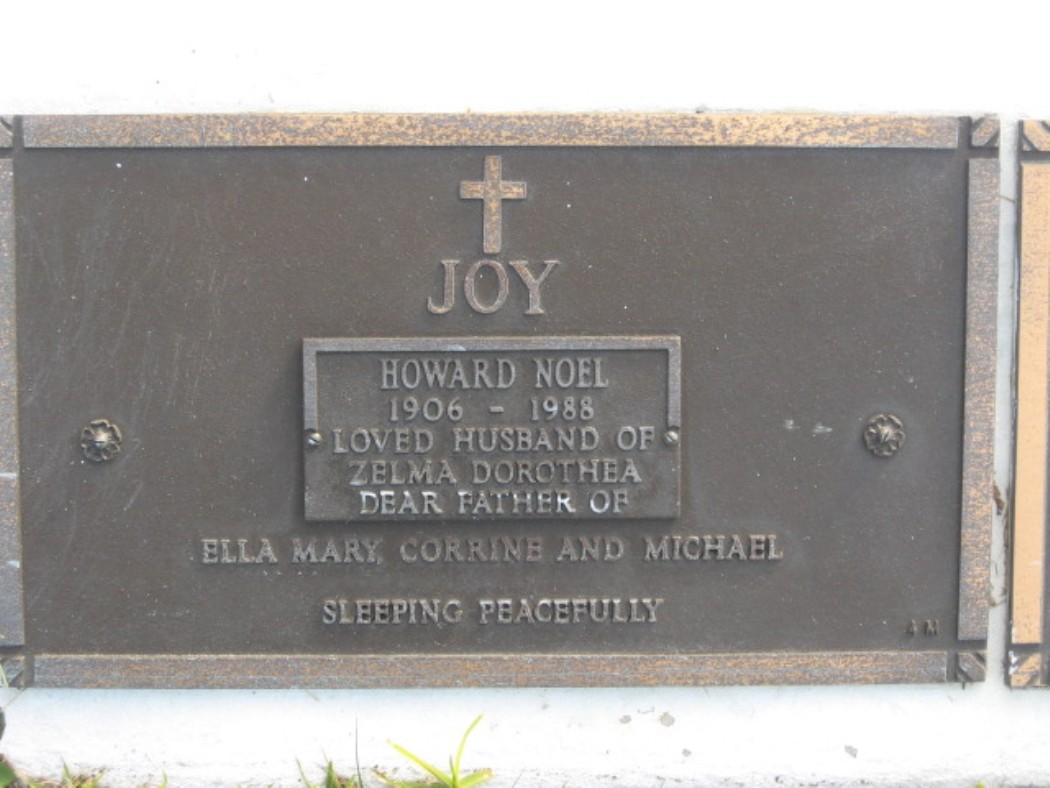 JOY
HOWARD NOEL
1906 - 1988
LOVED HUSBAND OF
ZELMA DOROTHEA
DEAR FATHER OF
ELLA MARY, CORRINE AND MICHAEL
SLEEPING PEACEFULLY
4 M